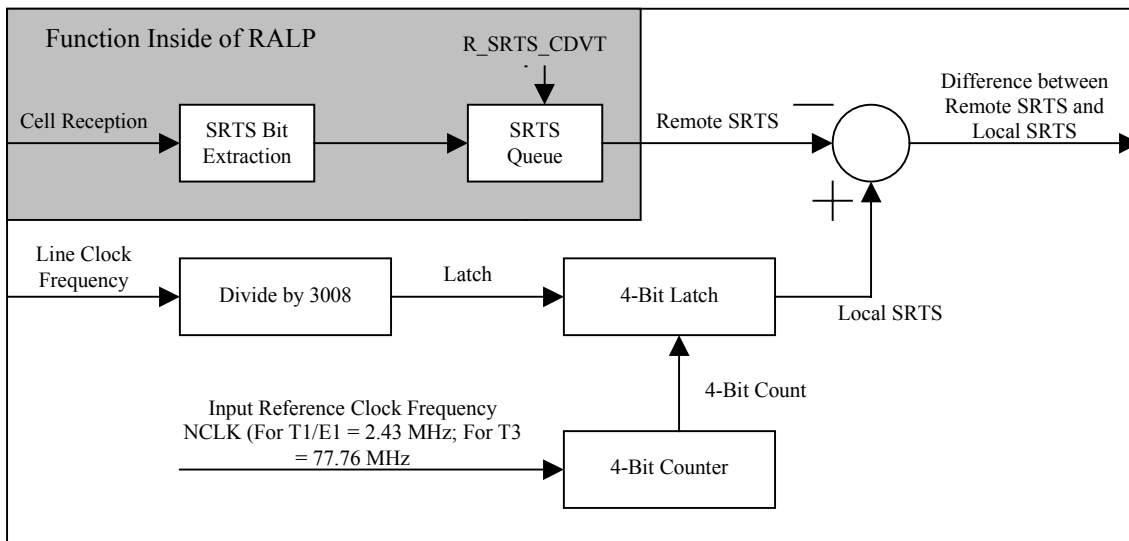 Function Inside of RALP
R_SRTS_CDVT
Cell Reception
SRTS Bit
Extraction
SRTS
Queue
Remote SRTS
Difference between
Remote SRTS and
Local SRTS
Line Clock
Frequency
Divide by 3008
Latch
4-Bit Latch
Local SRTS
4-Bit Count
Input Reference Clock Frequency
NCLK (For T1/E1 = 2.43 MHz; For T3
= 77.76 MHz
4-Bit Counter